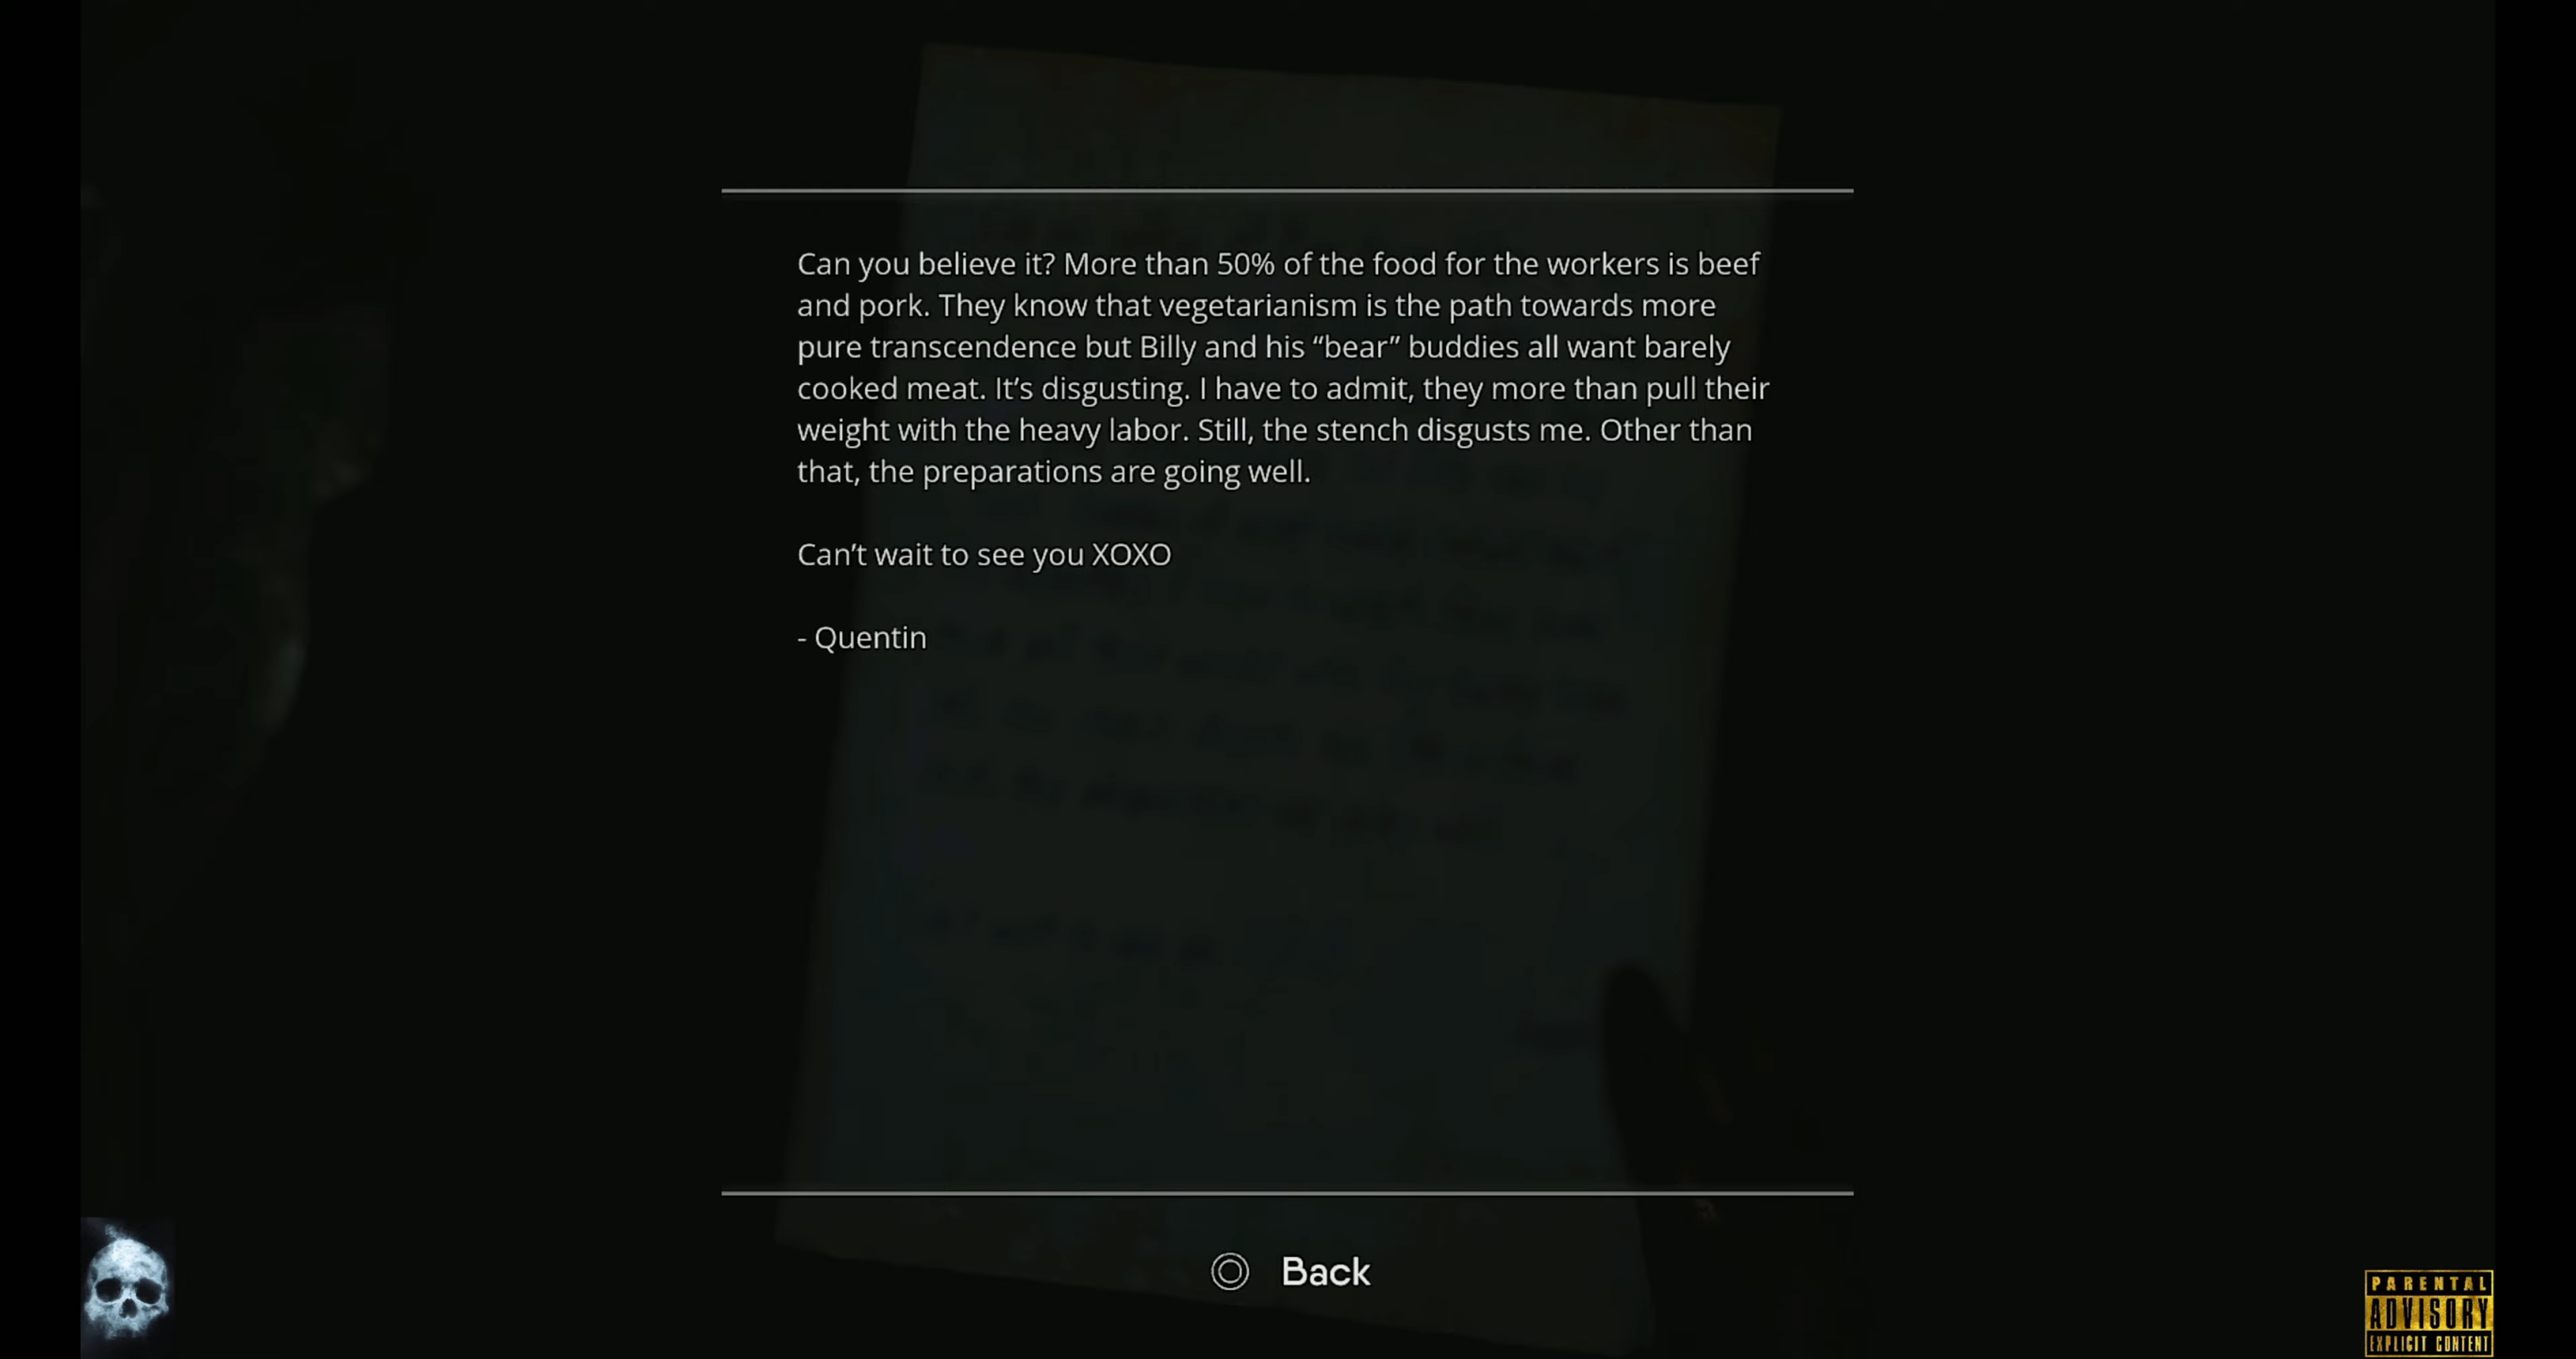 Can you believe it? More than 50% of the food for the workers is beef
and pork. They know that vegetarianism is the path towards more
pure transcendence but Billy and his “bear” buddies all want barely
cooked meat. It’s disgusting. I have to admit, they more than pull their
weight with the heavy labor. Still, the stench disgusts me. Other than
that, the preparations are going well.
Can’t wait to see you XOXO
- Quentin
Back
PARENTAL
ADVISORY
EXPLICIT CONTENT